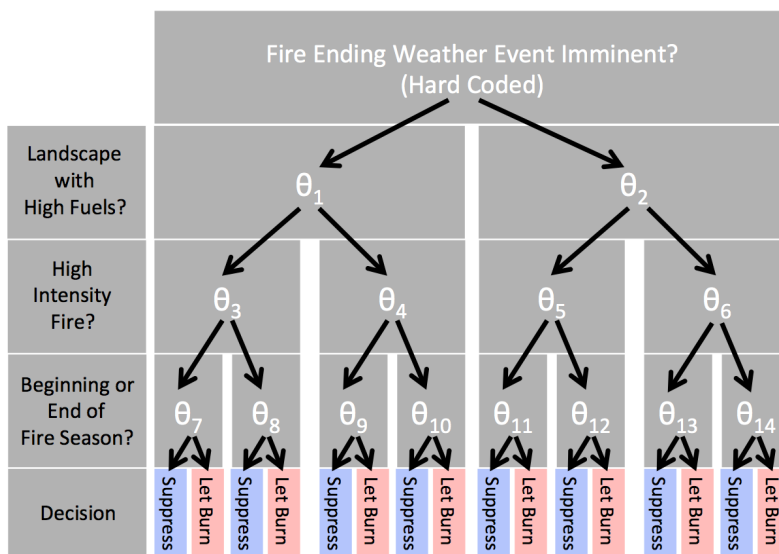 Fire Ending Weather Event Imminent?
(Hard Coded)
Landscape
with
High Fuels?
θ1
θ2
High
Intensity
Fire?
θ3
θ4
θ5
θ6
Beginning or
End of
Fire Season?
θ7
θ8
θ9
θ10
θ11
θ12
θ13
θ14
Decision
Suppress
Let Burn
Suppress
Let Burn
Suppress
Let Burn
Suppress
Let Burn
Suppress
Let Burn
Suppress
Let Burn
Suppress
Let Burn
Suppress
Let Burn